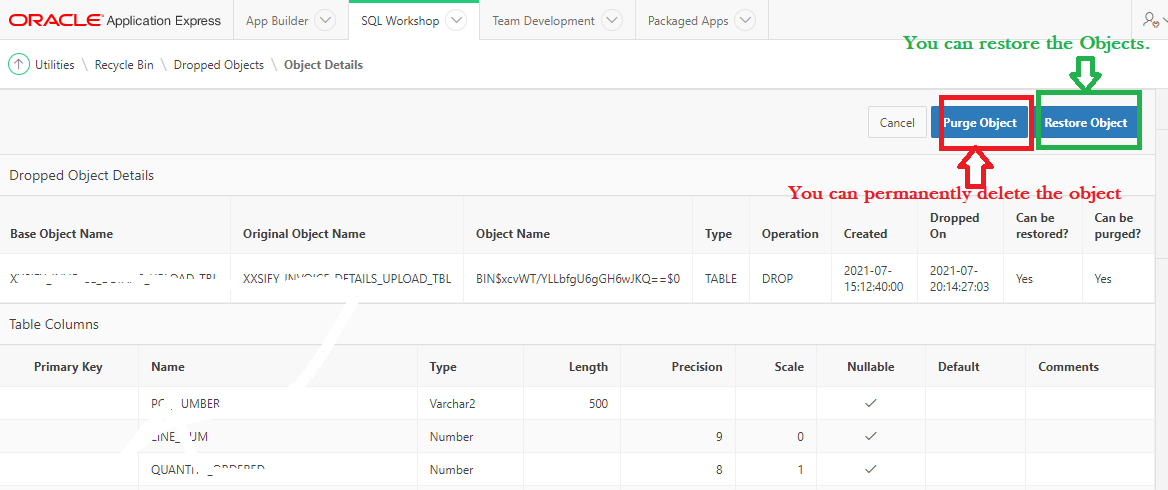 ORACLE Application Express App Builder SQL Workshop Team Development Packaged Apps
You can restore the Objects.
Utilities \ Recycle Bin \ Dropped Objects \ Object Details
Cancel Purge Object Restore Object
Dropped Object Details
You can permanently delete the object
Base Object Name Original Object Name Object Name Type Operation Created Dropped On Can be restored? Can be purged?
DETAILS_UPLOAD_TBL BIN$xcvWT/YLLbfgU6gGH6wJKQ==$0 TABLE DROP 2021-07-15:12:40:00 2021-07-20:14:27:03 Yes Yes
Table Columns
Primary Key Name Type Length Precision Scale Nullable Default Comments
Varchar2 500
Number 9 0
Number 8 1